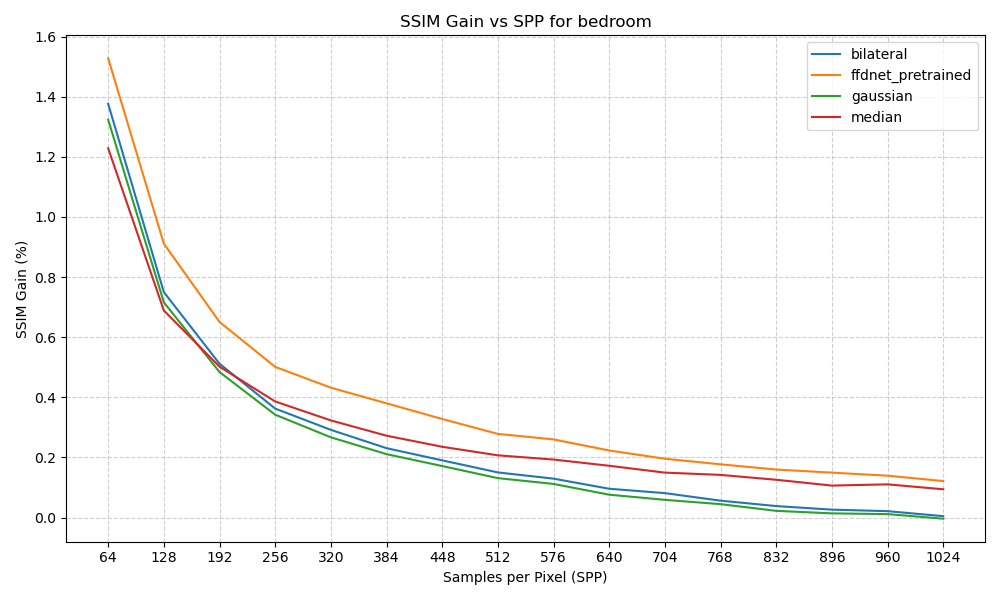 SSIM Gain vs SPP for bedroom
bilateral
ffdnet_pretrained
gaussian
median
SSIM Gain (%)
1.6
1.4
1.2
1.0
0.8
0.6
0.4
0.2
0.0
64 128 192 256 320 384 448 512 576 640 704 768 832 896 960 1024
Samples per Pixel (SPP)